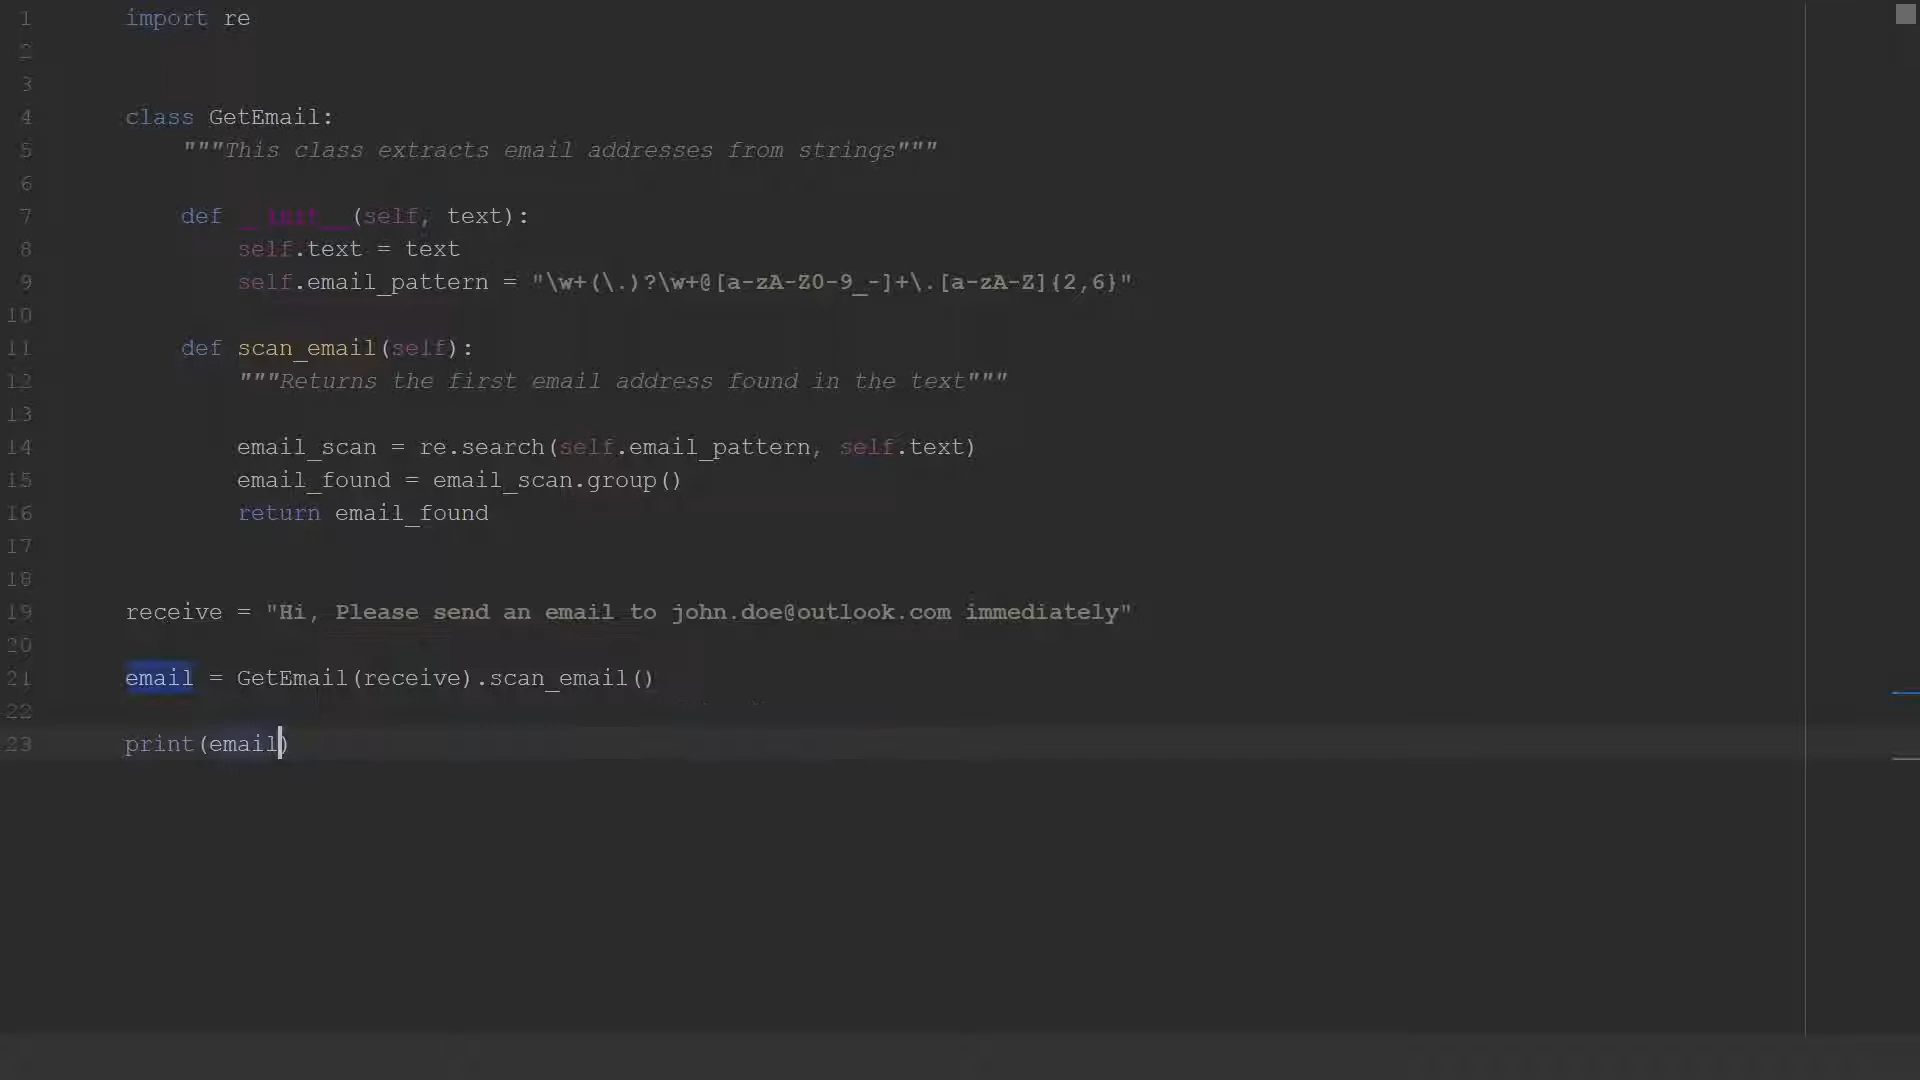 1 import re
2
3
4 class GetEmail:
5 """This class extracts email addresses from strings"""
6
7 def __init__(self, text):
8 self.text = text
9 self.email_pattern = "\w+(\.)?\w+@[a-zA-Z0-9_-]+\.[a-zA-Z]{2,6}"
10
11 def scan_email(self):
12 """Returns the first email address found in the text"""
13
14 email_scan = re.search(self.email_pattern, self.text)
15 email_found = email_scan.group()
16 return email_found
17
18
19 receive = "Hi, Please send an email to john.doe@outlook.com immediately"
20
21 email = GetEmail(receive).scan_email()
22
23 print(email)